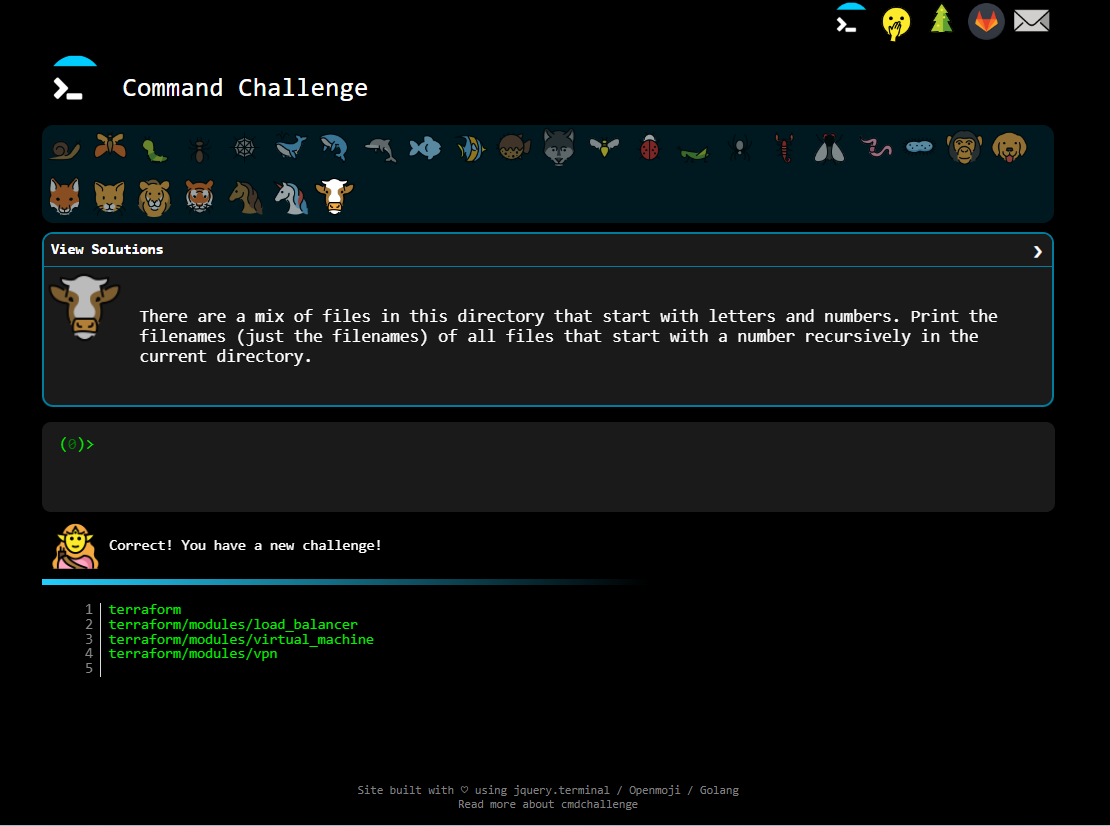 Command Challenge
View Solutions
There are a mix of files in this directory that start with letters and numbers. Print the
filenames (just the filenames) of all files that start with a number recursively in the
current directory.
(0)>
Correct! You have a new challenge!
1 terraform
2 terraform/modules/load_balancer
3 terraform/modules/virtual_machine
4 terraform/modules/vpn
5
Site built with ♡ using jquery.terminal / Openmoji / Golang
Read more about cmdchallenge